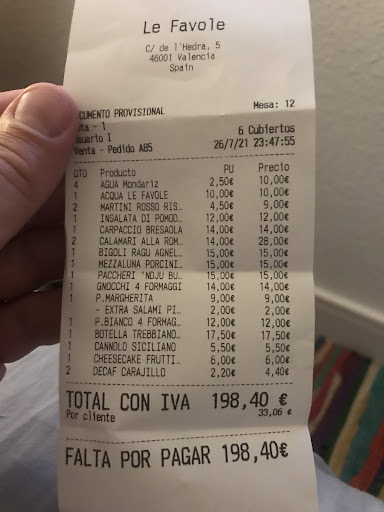 Le Favole
C/ de l'Hedra, 5
46001 Valencia
Spain
CUMENTO PROVISIONAL Mesa: 12
ta - 1 6 Cubiertos
suario I 26/7/21 23:47:55
enta - Pedido A85
QTD Producto PU Precio
4 AGUA Mondariz 2,50€ 10,00€
1 ACQUA LE FAVOLE 10,00€ 10,00€
2 MARTINI ROSSO RIS… 4,50€ 9,00€
1 INSALATA DI POMOD… 12,00€ 12,00€
1 CARPACCIO BRESAOLA 14,00€ 14,00€
2 CALAMARI ALLA ROM… 14,00€ 28,00€
1 BIGOLI RAGU AGNEL… 15,00€ 15,00€
1 MEZZALUNA PORCINI… 15,00€ 15,00€
1 PACCHERI 'NDJU BU… 15,00€ 15,00€
1 GNOCCHI 4 FORMAGGI 14,00€ 14,00€
1 P.MARGHERITA 9,00€ 9,00€
- EXTRA SALAMI PI… 2,00€ 2,00€
1 P.BIANCO 4 FORMAG… 12,00€ 12,00€
1 BOTELLA TREBBIANO… 17,50€ 17,50€
1 CANNOLO SICILIANO 5,50€ 5,50€
1 CHEESECAKE FRUTTI… 6,00€ 6,00€
2 DECAF CARAJILLO 2,20€ 4,40€
TOTAL CON IVA 198,40 €
Por cliente 33,06 €
FALTA POR PAGAR 198,40€